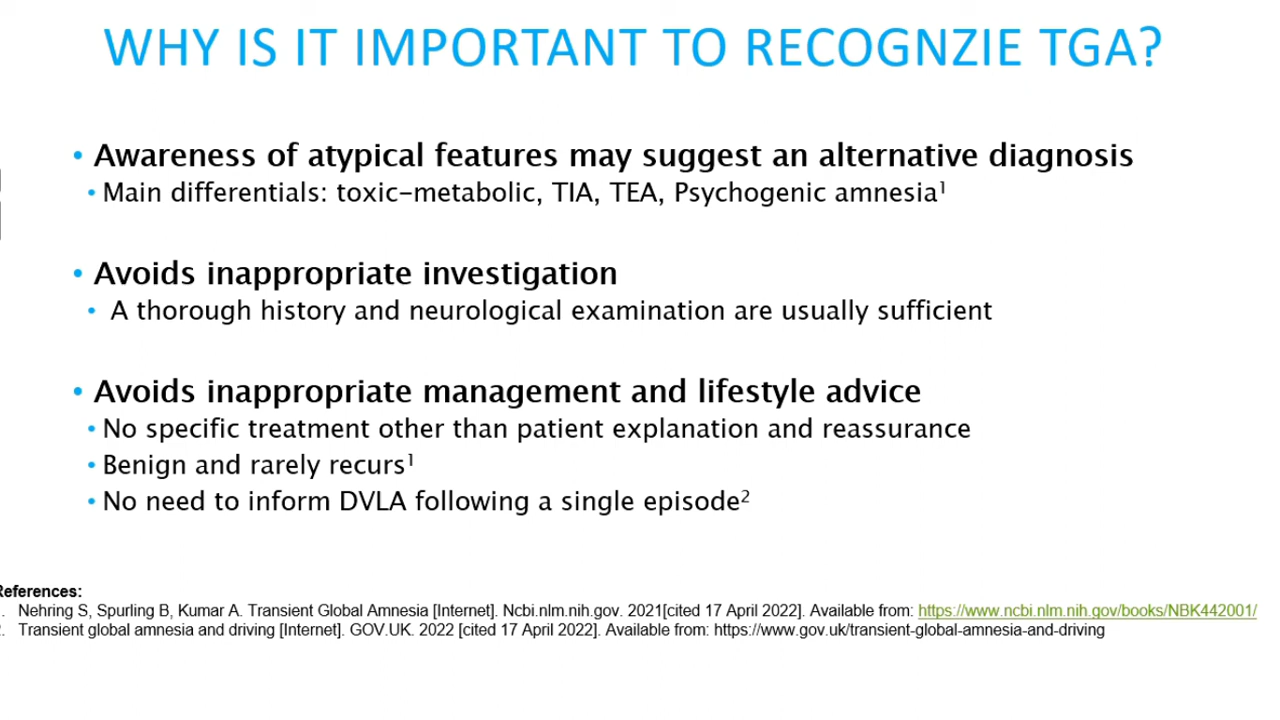 WHY IS IT IMPORTANT TO RECOGNZIE TGA?
• Awareness of atypical features may suggest an alternative diagnosis
• Main differentials: toxic-metabolic, TIA, TEA, Psychogenic amnesia¹
• Avoids inappropriate investigation
• A thorough history and neurological examination are usually sufficient
• Avoids inappropriate management and lifestyle advice
• No specific treatment other than patient explanation and reassurance
• Benign and rarely recurs¹
• No need to inform DVLA following a single episode²
References:
. Nehring S, Spurling B, Kumar A. Transient Global Amnesia [Internet]. Ncbi.nlm.nih.gov. 2021[cited 17 April 2022]. Available from: https://www.ncbi.nlm.nih.gov/books/NBK442001/
. Transient global amnesia and driving [Internet]. GOV.UK. 2022 [cited 17 April 2022]. Available from: https://www.gov.uk/transient-global-amnesia-and-driving